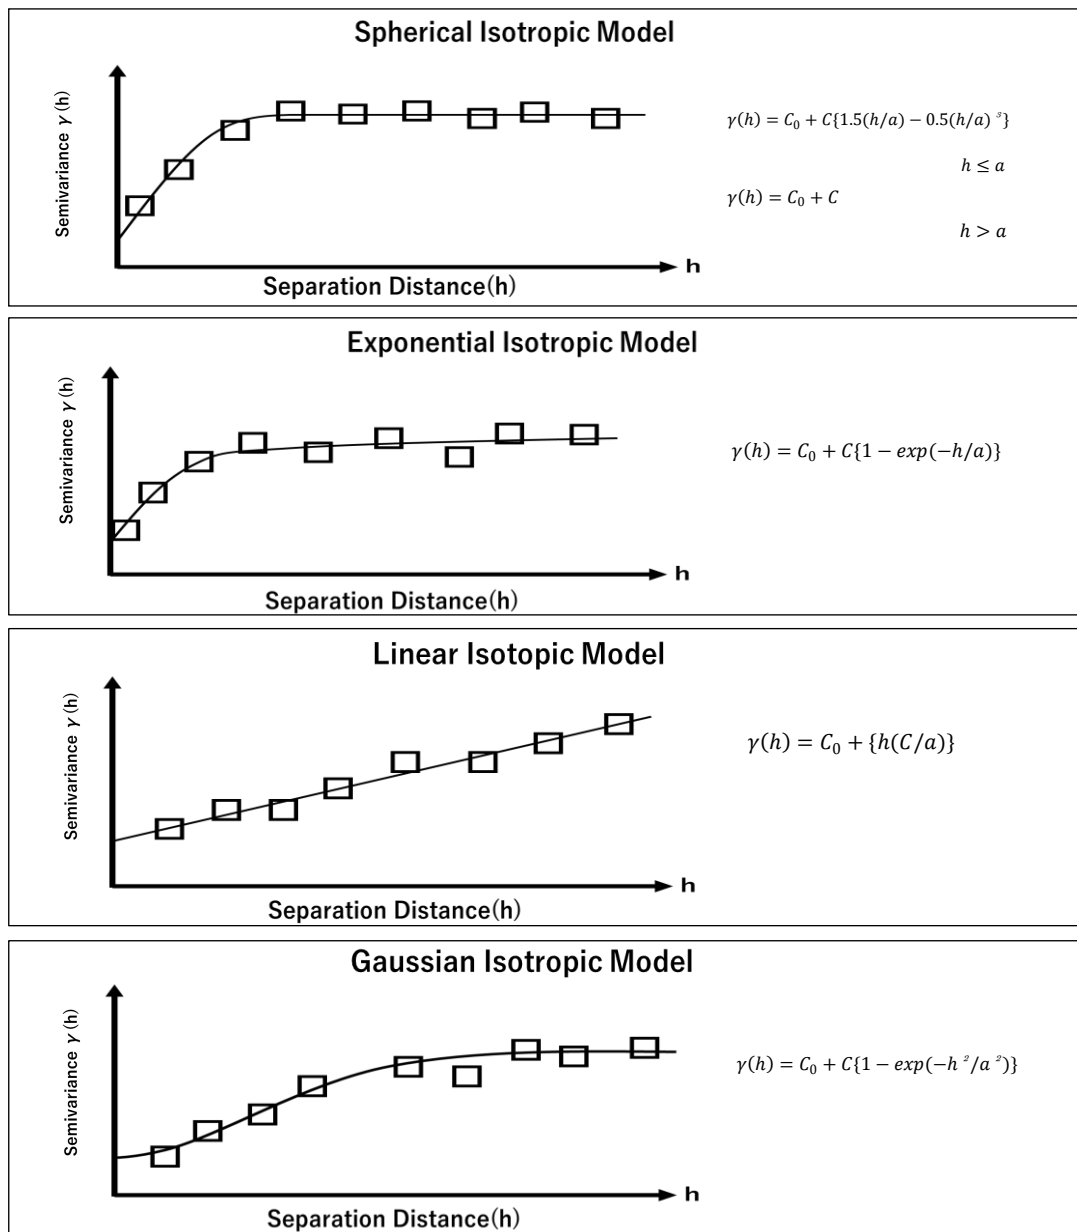 Spherical Isotropic Model
Semivariance γ(h)
γ(h) = C₀ + C{1.5(h/a) − 0.5(h/a) ³}
h ≤ a
γ(h) = C₀ + C
h > a
h
Separation Distance(h)
Exponential Isotropic Model
Semivariance γ(h)
γ(h) = C₀ + C{1 − exp(−h/a)}
h
Separation Distance(h)
Linear Isotopic Model
Semivariance γ(h)
γ(h) = C₀ + {h(C/a)}
h
Separation Distance(h)
Gaussian Isotropic Model
Semivariance γ(h)
γ(h) = C₀ + C{1 − exp(−h ²/a ²)}
h
Separation Distance(h)